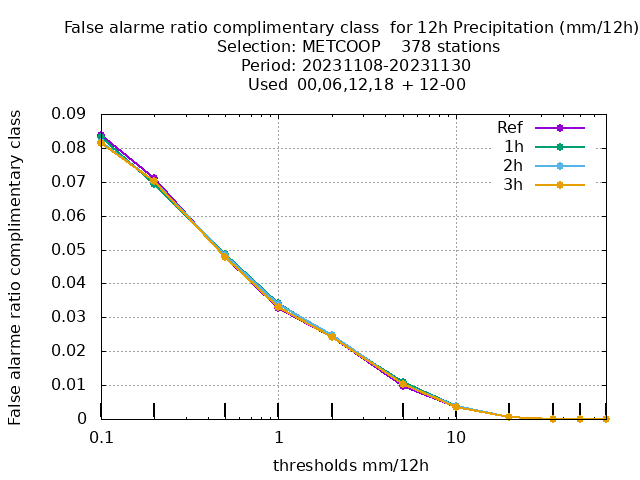 False alarme ratio complimentary class  for 12h Precipitation (mm/12h)
Selection: METCOOP    378 stations
Period: 20231108-20231130
Used  00,06,12,18  + 12-00
False alarme ratio complimentary class
0.09
0.08
0.07
0.06
0.05
0.04
0.03
0.02
0.01
0
Ref
1h
2h
3h
0.1 1 10
thresholds mm/12h